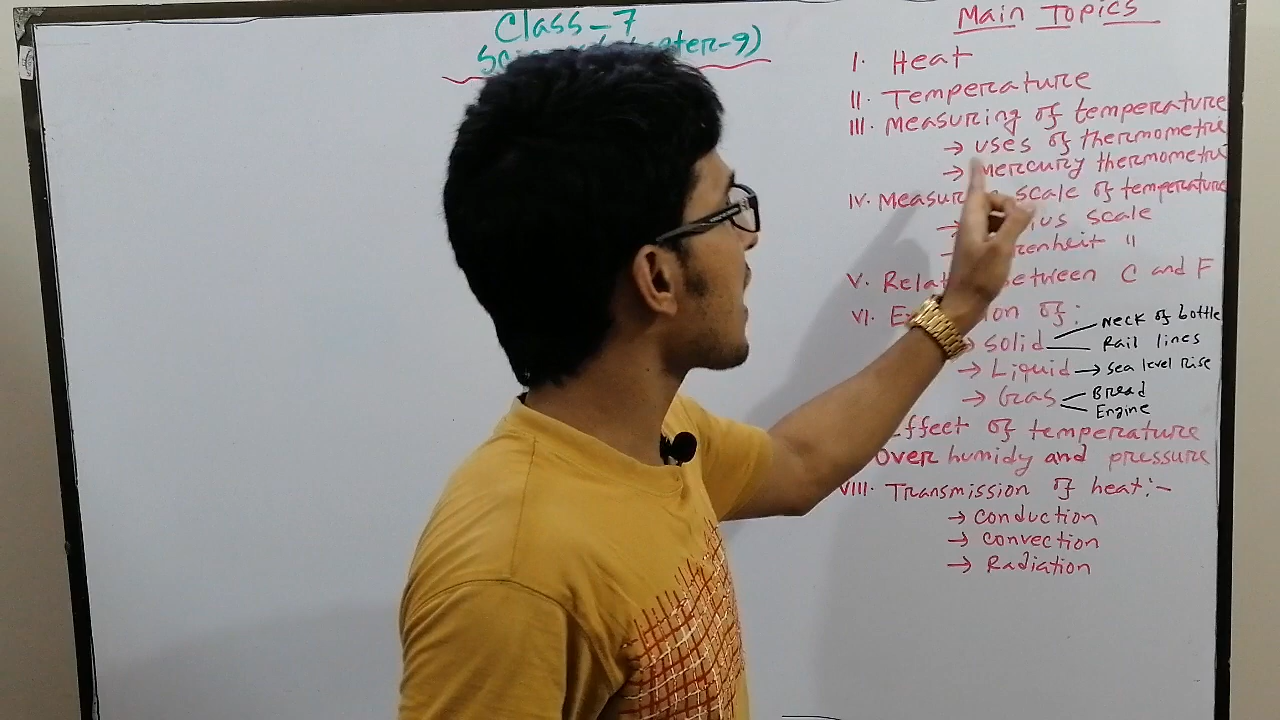 Class-7
Main Topics
I. Heat
II. Temperature
III. Measuring of temperature
→ uses of
→ Mercury
IV. scale of temperature
scale
"
V. between C and F
VI. of:
→ Solid
Neck of bottle
Rail lines
→ Liquid → Sea level rise
→ Gas
Bread
Engine
Effect of temperature
Over humidy and pressure
VIII. Transmission of heat:-
→ Conduction
→ Convection
→ Radiation